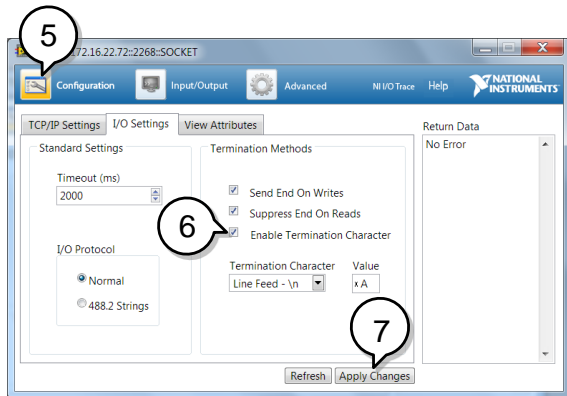 5
72.16.22.72::2268::SOCKET
Configuration Input/Output Advanced NI I/O Trace Help NATIONAL INSTRUMENTS
TCP/IP Settings I/O Settings View Attributes Return Data
Standard Settings Termination Methods No Error
Timeout (ms)
2000 Send End On Writes
Suppress End On Reads
6 Enable Termination Character
I/O Protocol
Termination Character Value
Normal Line Feed - \n x A
488.2 Strings
7
Refresh Apply Changes